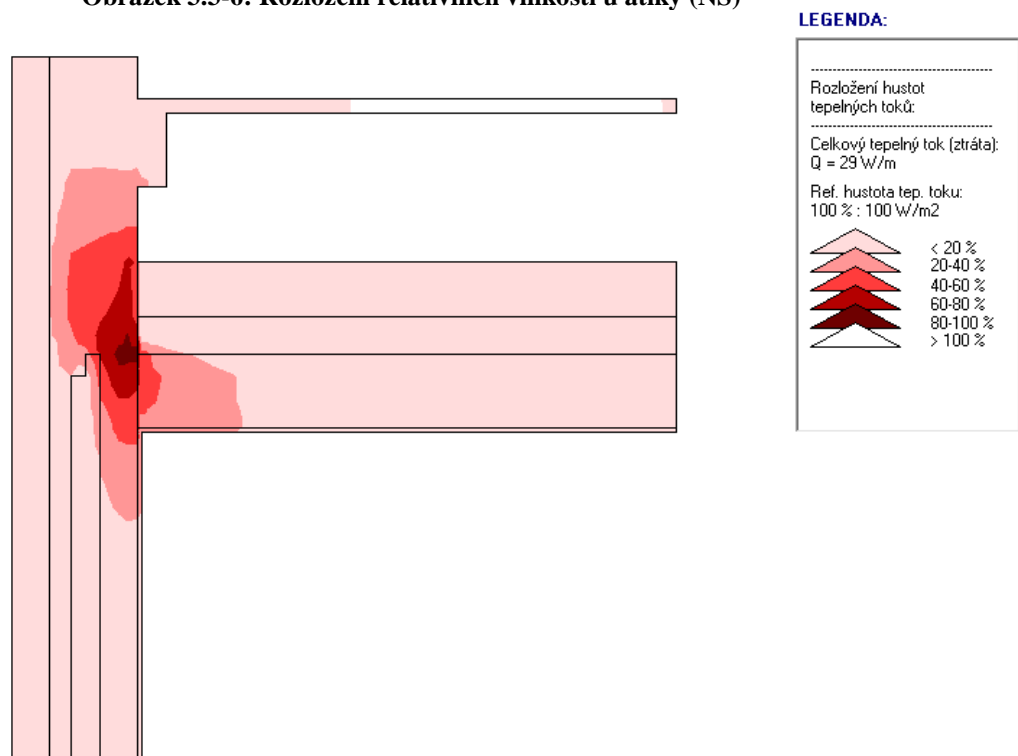 Obrázek 5.5-6: Rozložení relativních vlhkostí u atiky (NS)
LEGENDA:
Rozložení hustot
tepelných toků:
Celkový tepelný tok (ztráta):
Q = 29 W/m
Ref. hustota tep. toku:
100 % : 100 W/m2
< 20 %
20-40 %
40-60 %
60-80 %
80-100 %
> 100 %